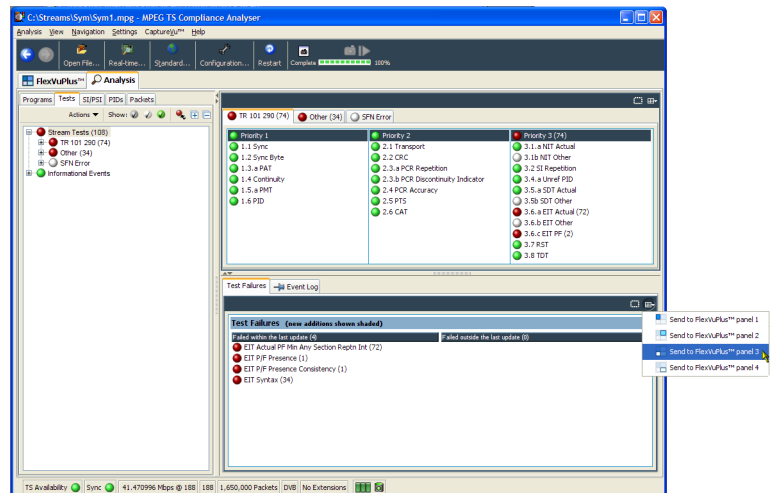 C:\Streams\Sym\Sym1.mpg - MPEG TS Compliance Analyser
Analysis View Navigation Settings CaptureVu™ Help
Open File... Real-time... Standard... Configuration... Restart Complete 100%
FlexVuPlus™ Analysis
Programs Tests SI/PSI PIDs Packets
Actions Show:
Stream Tests (108)
TR 101 290 (74)
Other (34)
SFN Error
Informational Events
TR 101 290 (74) Other (34) SFN Error
Priority 1
1.1 Sync
1.2 Sync Byte
1.3.a PAT
1.4 Continuity
1.5.a PMT
1.6 PID
Priority 2
2.1 Transport
2.2 CRC
2.3.a PCR Repetition
2.3.b PCR Discontinuity Indicator
2.4 PCR Accuracy
2.5 PTS
2.6 CAT
Priority 3 (74)
3.1.a NIT Actual
3.1b NIT Other
3.2 SI Repetition
3.4.a Unref PID
3.5.a SDT Actual
3.5b SDT Other
3.6.a EIT Actual (72)
3.6.b EIT Other
3.6.c EIT PF (2)
3.7 RST
3.8 TDT
Test Failures Event Log
Test Failures (new additions shown shaded)
Failed within the last update (4)
Failed outside the last update (0)
EIT Actual PF Min Any Section Reptn Int (72)
EIT P/F Presence (1)
EIT P/F Presence Consistency (1)
EIT Syntax (34)
Send to FlexVuPlus™ panel 1
Send to FlexVuPlus™ panel 2
Send to FlexVuPlus™ panel 3
Send to FlexVuPlus™ panel 4
TS Availability Sync 41.470996 Mbps @ 188 188 1,650,000 Packets DVB No Extensions